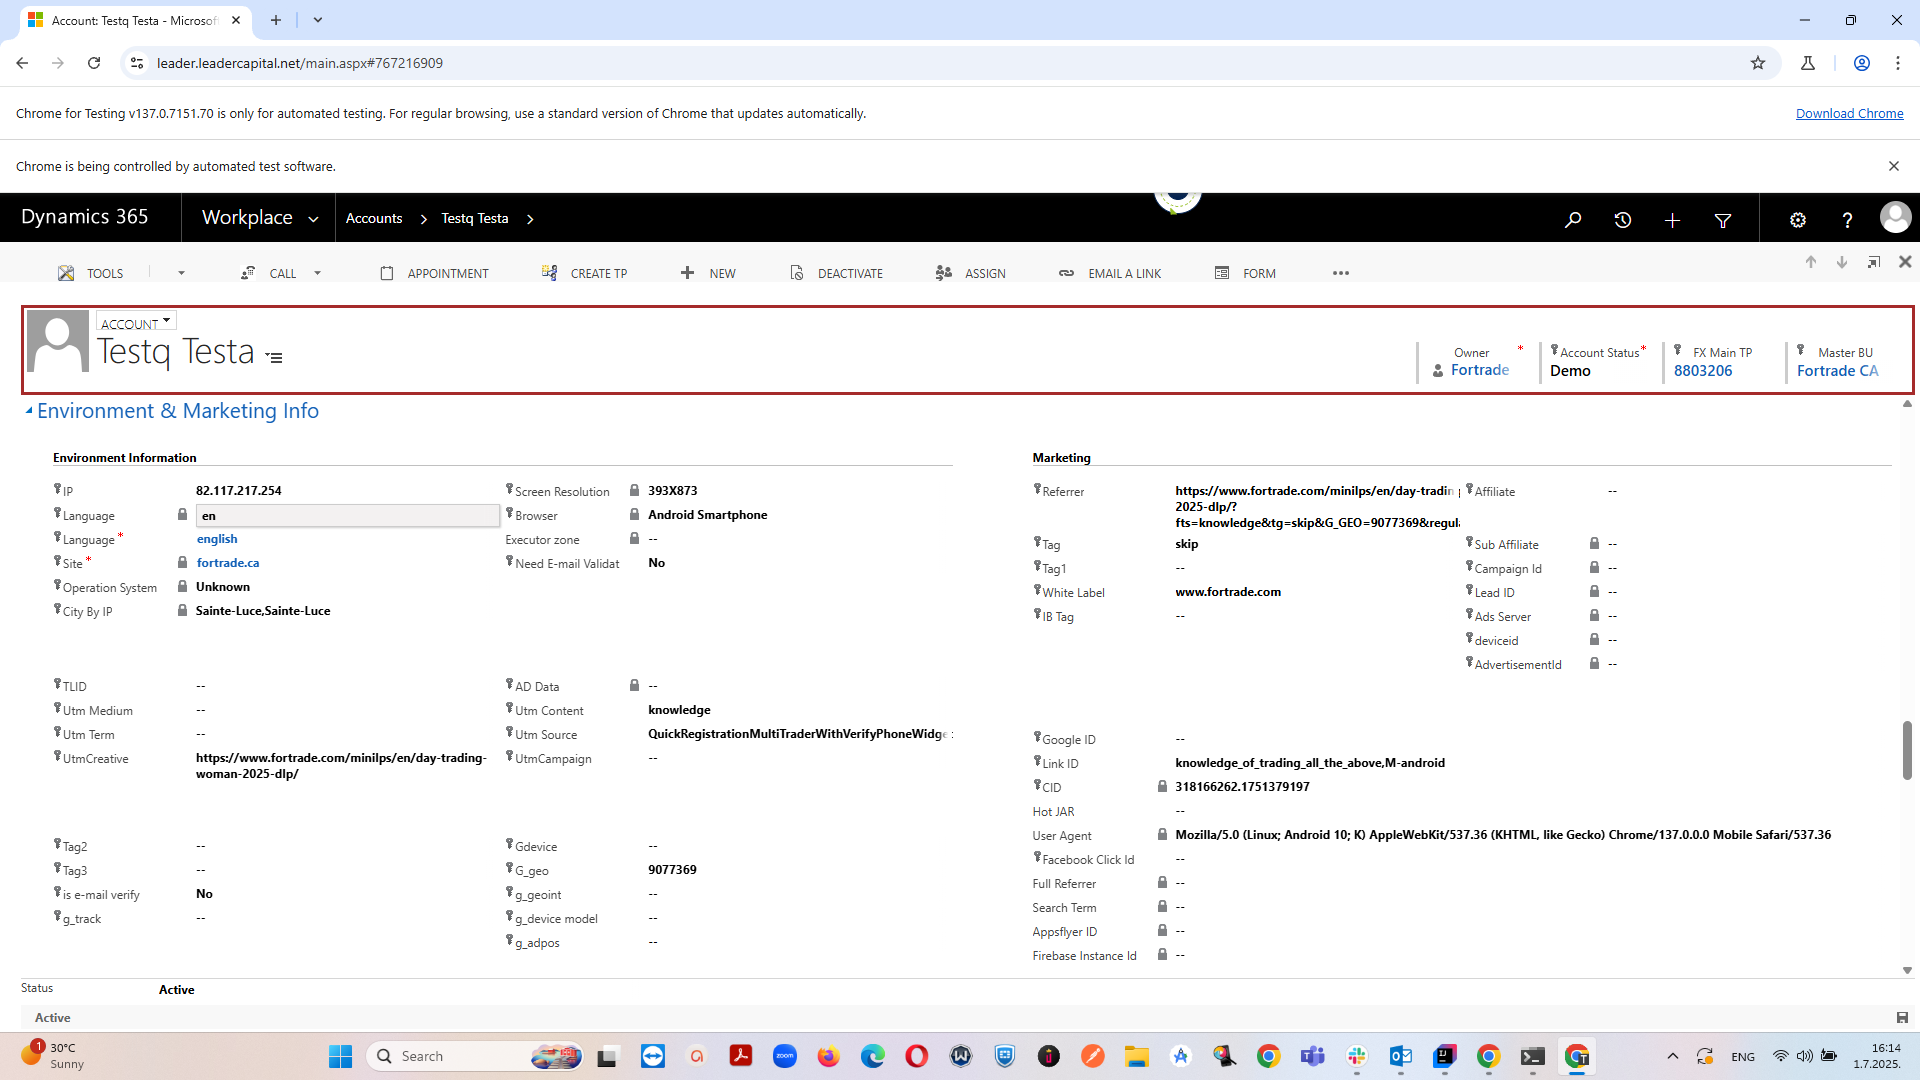 Account: Testq Testa - Microsof
leader.leadercapital.net/main.aspx#767216909
Chrome for Testing v137.0.7151.70 is only for automated testing. For regular browsing, use a standard version of Chrome that updates automatically.
Download Chrome
Chrome is being controlled by automated test software.
Dynamics 365
Workplace
Accounts
Testq Testa
TOOLS
CALL
APPOINTMENT
CREATE TP
NEW
DEACTIVATE
ASSIGN
EMAIL A LINK
FORM
ACCOUNT
Testq Testa
Owner *
Fortrade
Account Status *
Demo
FX Main TP
8803206
Master BU
Fortrade CA
Environment & Marketing Info
Environment Information
IP 82.117.217.254
Language en
Language * english
Site * fortrade.ca
Operation System Unknown
City By IP Sainte-Luce,Sainte-Luce
Screen Resolution 393X873
Browser Android Smartphone
Executor zone --
Need E-mail Validat No
TLID --
Utm Medium --
Utm Term --
UtmCreative https://www.fortrade.com/minilps/en/day-trading-
woman-2025-dlp/
AD Data --
Utm Content knowledge
Utm Source QuickRegistrationMultiTraderWithVerifyPhoneWidge
UtmCampaign --
Tag2 --
Tag3 --
is e-mail verify No
g_track --
Gdevice --
G_geo 9077369
g_geoint --
g_device model --
g_adpos --
Marketing
Referrer https://www.fortrade.com/minilps/en/day-tradin
2025-dlp/?
fts=knowledge&tg=skip&G_GEO=9077369&regul
Tag skip
Tag1 --
White Label www.fortrade.com
IB Tag --
Affiliate --
Sub Affiliate --
Campaign Id --
Lead ID --
Ads Server --
deviceid --
AdvertisementId --
Google ID --
Link ID knowledge_of_trading_all_the_above,M-android
CID 318166262.1751379197
Hot JAR --
User Agent Mozilla/5.0 (Linux; Android 10; K) AppleWebKit/537.36 (KHTML, like Gecko) Chrome/137.0.0.0 Mobile Safari/537.36
Facebook Click Id --
Full Referrer --
Search Term --
Appsflyer ID --
Firebase Instance Id --
Status Active
Active
1
30°C
Sunny
Search
zoom
ENG
16:14
1.7.2025.